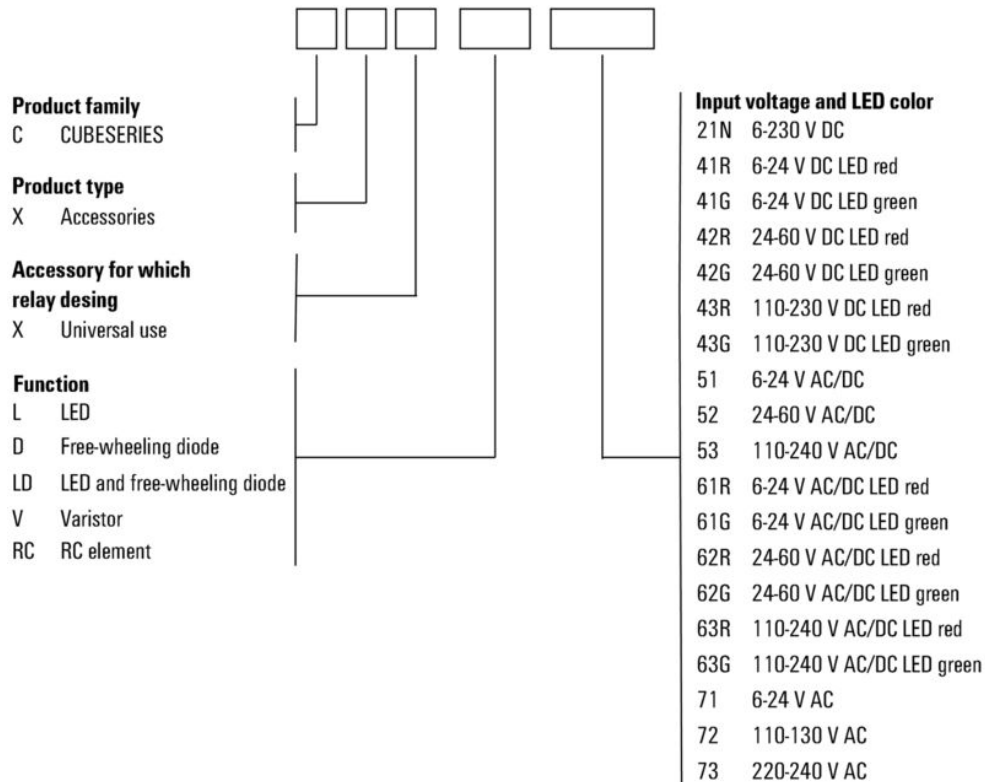 Product family
C CUBESERIES
Product type
X Accessories
Accessory for which
relay desing
X Universal use
Function
L LED
D Free-wheeling diode
LD LED and free-wheeling diode
V Varistor
RC RC element
Input voltage and LED color
21N 6-230 V DC
41R 6-24 V DC LED red
41G 6-24 V DC LED green
42R 24-60 V DC LED red
42G 24-60 V DC LED green
43R 110-230 V DC LED red
43G 110-230 V DC LED green
51 6-24 V AC/DC
52 24-60 V AC/DC
53 110-240 V AC/DC
61R 6-24 V AC/DC LED red
61G 6-24 V AC/DC LED green
62R 24-60 V AC/DC LED red
62G 24-60 V AC/DC LED green
63R 110-240 V AC/DC LED red
63G 110-240 V AC/DC LED green
71 6-24 V AC
72 110-130 V AC
73 220-240 V AC